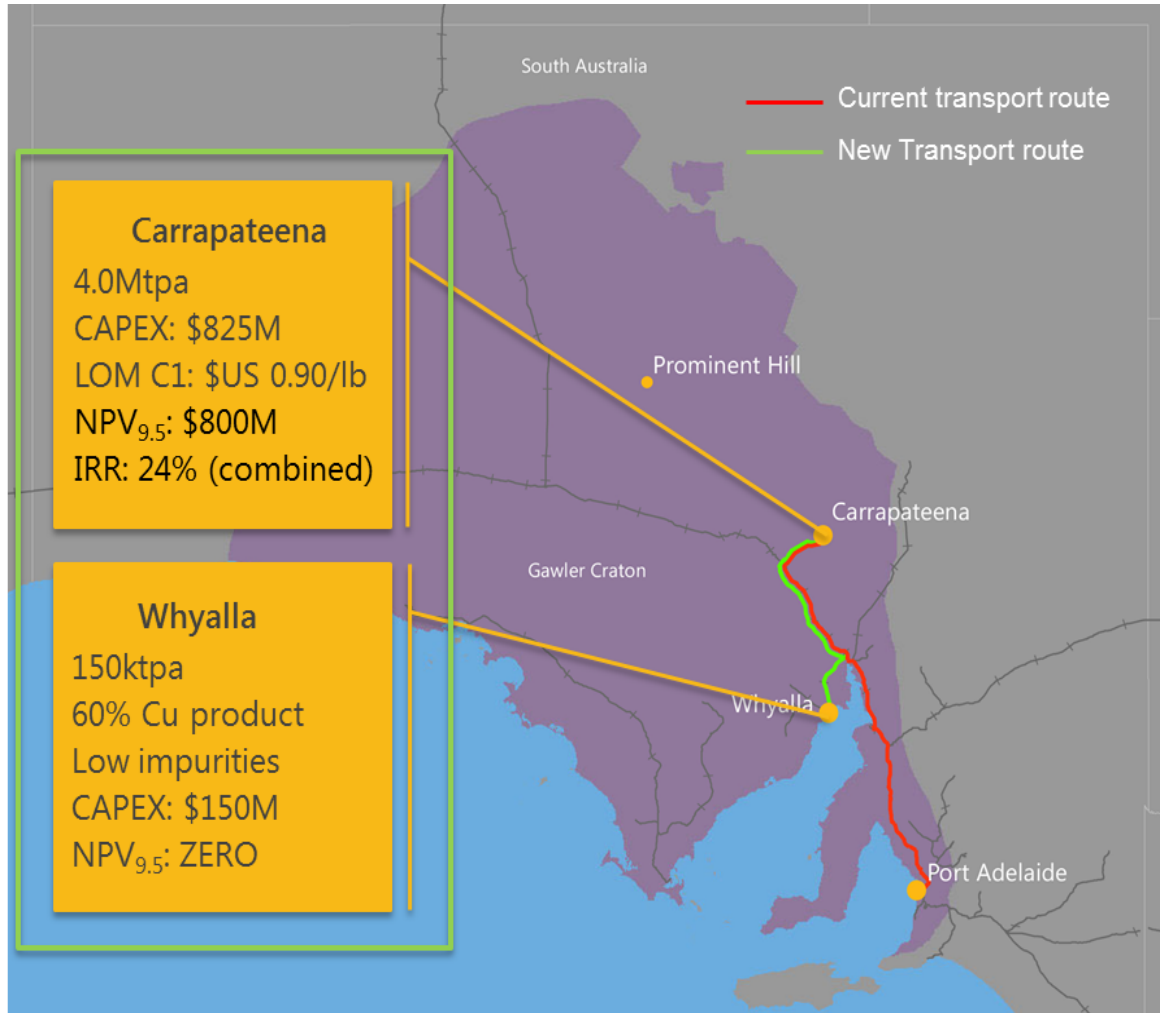 South Australia
Current transport route
New Transport route
Carrapateena
4.0Mtpa
CAPEX: $825M
LOM C1: $US 0.90/lb
NPV9.5: $800M
IRR: 24% (combined)
Prominent Hill
Carrapateena
Gawler Craton
Whyalla
150ktpa
60% Cu product
Low impurities
CAPEX: $150M
NPV9.5: ZERO
Whyalla
Port Adelaide